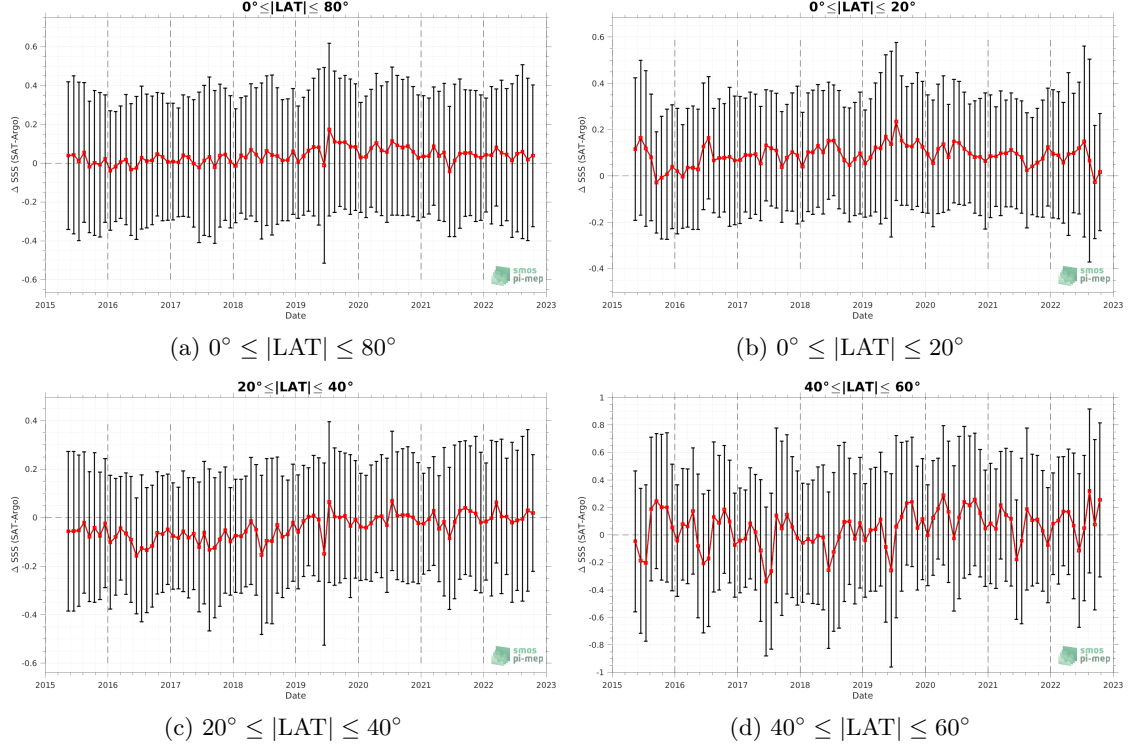 0°≤|LAT|≤ 80°
Δ SSS (SAT-Argo)
0.6
0.4
0.2
0
-0.2
-0.4
-0.6
2015 2016 2017 2018 2019 2020 2021 2022 2023
Date
smos
pi-mep
(a) 0° ≤ |LAT| ≤ 80°
0°≤|LAT|≤ 20°
Δ SSS (SAT-Argo)
0.6
0.4
0.2
0
-0.2
-0.4
2015 2016 2017 2018 2019 2020 2021 2022 2023
Date
smos
pi-mep
(b) 0° ≤ |LAT| ≤ 20°
20°≤|LAT|≤ 40°
Δ SSS (SAT-Argo)
0.4
0.2
0
-0.2
-0.4
-0.6
2015 2016 2017 2018 2019 2020 2021 2022 2023
Date
smos
pi-mep
(c) 20° ≤ |LAT| ≤ 40°
40°≤|LAT|≤ 60°
Δ SSS (SAT-Argo)
1
0.8
0.6
0.4
0.2
0
-0.2
-0.4
-0.6
-0.8
-1
2015 2016 2017 2018 2019 2020 2021 2022 2023
Date
smos
pi-mep
(d) 40° ≤ |LAT| ≤ 60°